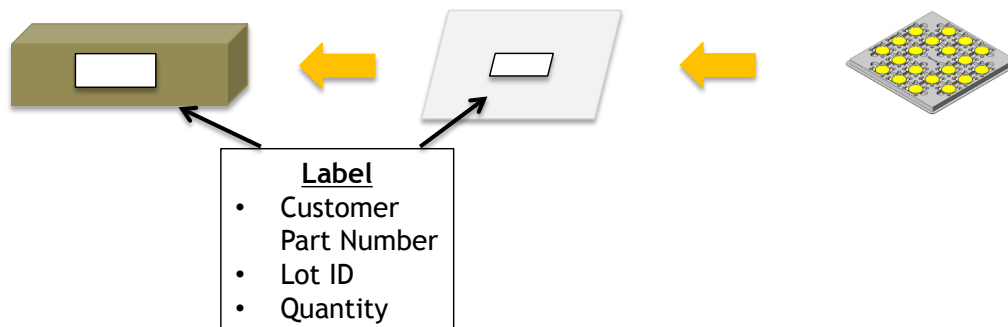 Label
• Customer
Part Number
• Lot ID
• Quantity